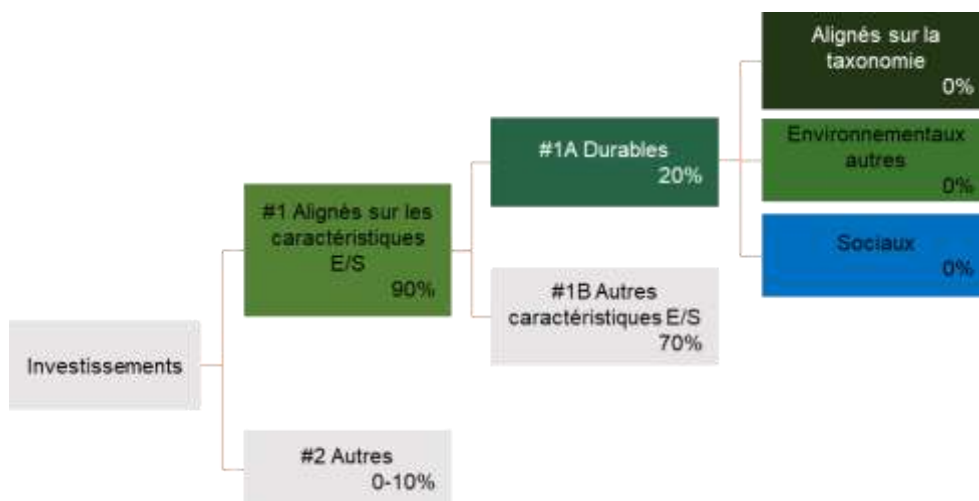 Investissements
#1 Alignés sur les
caractéristiques
E/S
90%
#2 Autres
0-10%
#1A Durables
20%
#1B Autres
caractéristiques E/S
70%
Alignés sur la
taxonomie
0%
Environnementaux
autres
0%
Sociaux
0%